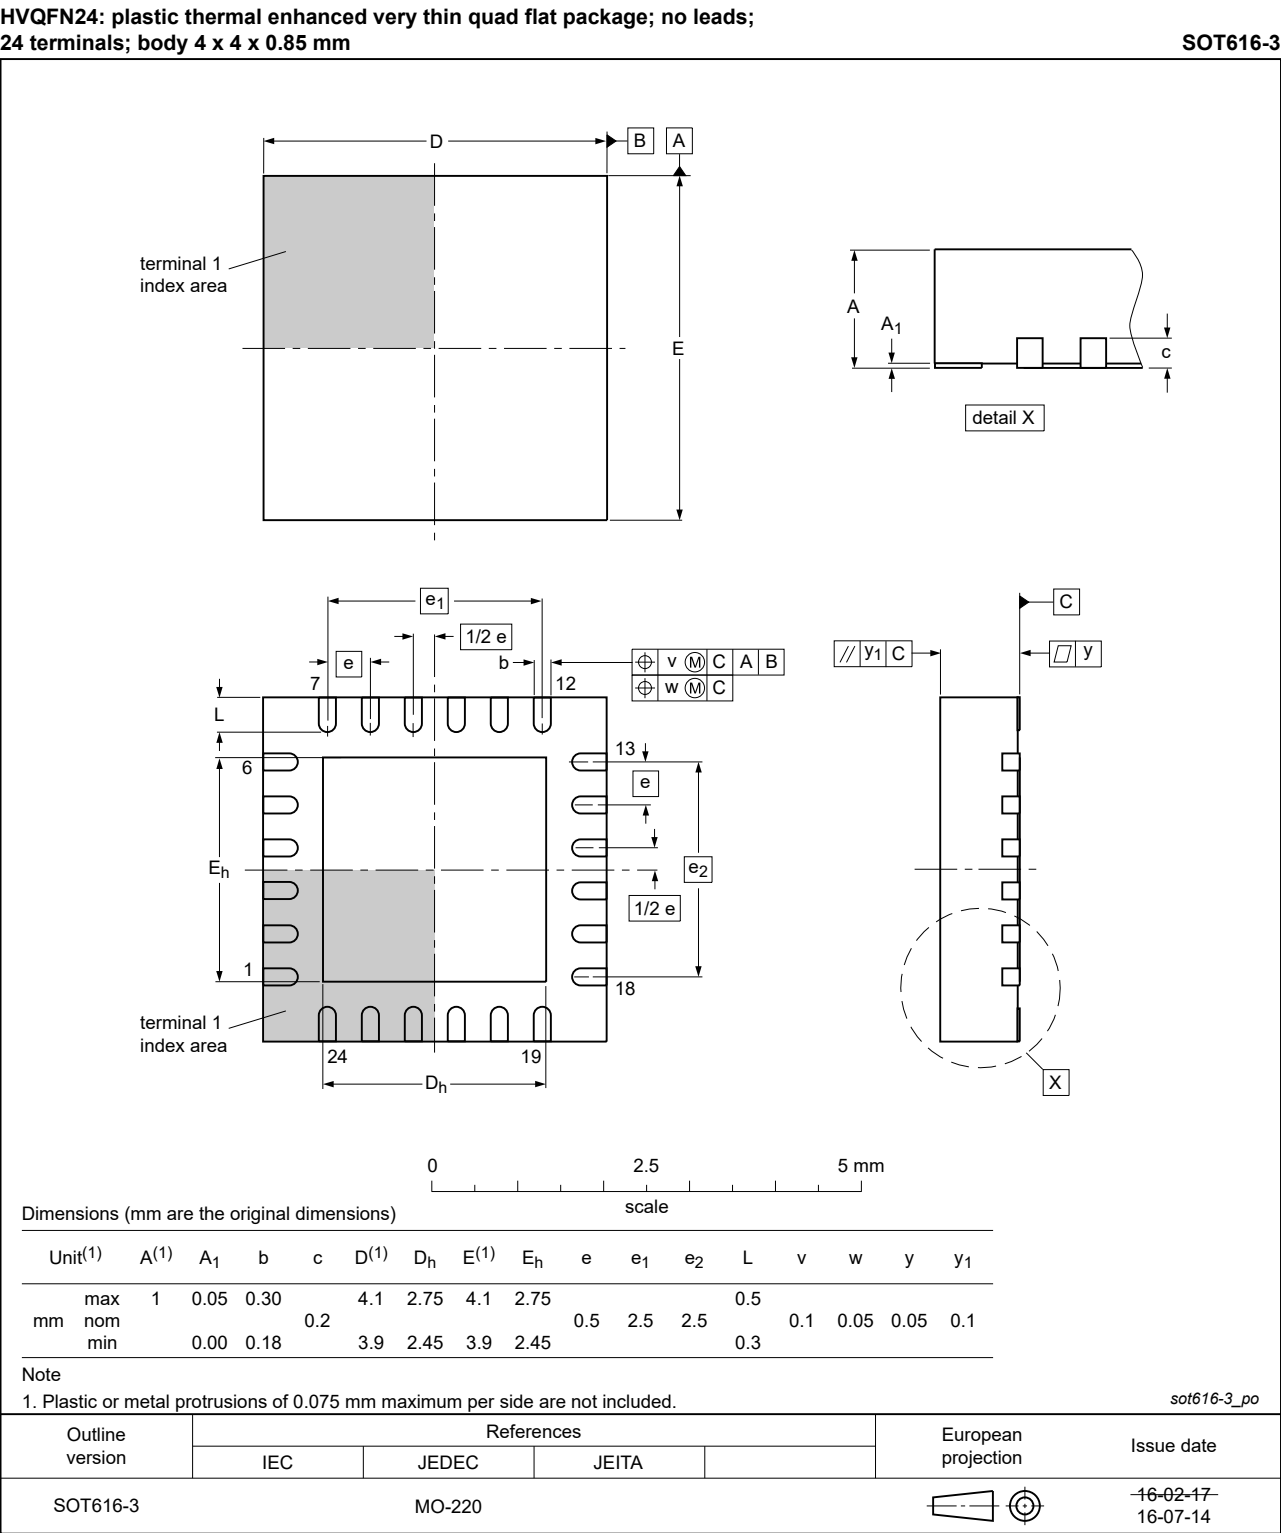 HVQFN24: plastic thermal enhanced very thin quad flat package; no leads;
24 terminals; body 4 x 4 x 0.85 mm SOT616-3
D B A
terminal 1
index area
E
A
A1
c
detail X
e1
1/2 e
e
b
v Ⓜ C A B
w Ⓜ C
7 12
L
6
13
e
Eh
e2
1/2 e
1
18
terminal 1
index area
24 19
Dh
C
// y1 C
y
X
0 2.5 5 mm
scale
Dimensions (mm are the original dimensions)
Unit(1) A(1) A1 b c D(1) Dh E(1) Eh e e1 e2 L v w y y1
max 1 0.05 0.30 4.1 2.75 4.1 2.75 0.5
mm nom 0.2 0.5 2.5 2.5 0.1 0.05 0.05 0.1
min 0.00 0.18 3.9 2.45 3.9 2.45 0.3
Note
1. Plastic or metal protrusions of 0.075 mm maximum per side are not included.
sot616-3_po
Outline version
References
IEC JEDEC JEITA
European projection
Issue date
SOT616-3 MO-220
16-02-17
16-07-14